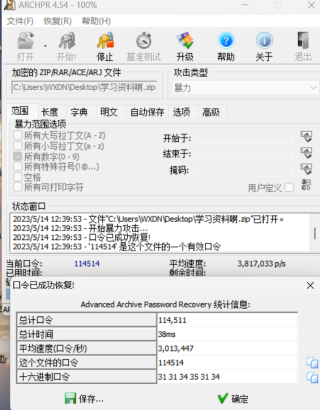 ARCHPR 4.54 - 100%
文件(F) 恢复(R) 帮助(H)
打开 开始! 停止 基准测试 升级 帮助 关于 退出
加密的 ZIP/RAR/ACE/ARJ 文件
攻击类型
C:\Users\WXDN\Desktop\学习资料啊.zip
暴力
范围 长度 字典 明文 自动保存 选项 高级
暴力范围选项
所有大写拉丁文(A - Z)
开始于:
所有小写拉丁文(a - z)
所有数字(0 - 9)
结束于:
所有特殊符号(!@...)
掩码:
空格
所有可打印字符
用户定义
状态窗口
2023/5/14 12:39:53 - 文件"C:\Users\WXDN\Desktop\学习资料啊.zip"已打开。
2023/5/14 12:39:53 - 开始暴力攻击...
2023/5/14 12:39:53 - 口令已成功恢复!
2023/5/14 12:39:53 - '114514' 是这个文件的一个有效口令
当前口令: 114514 平均速度: 3,817,033 p/s
已用时间: 剩余时间:
口令已成功恢复!
Advanced Archive Password Recovery 统计信息:
总计口令 114,511
总计时间 38ms
平均速度(口令/秒) 3,013,447
这个文件的口令 114514
十六进制口令 31 31 34 35 31 34
保存... 确定